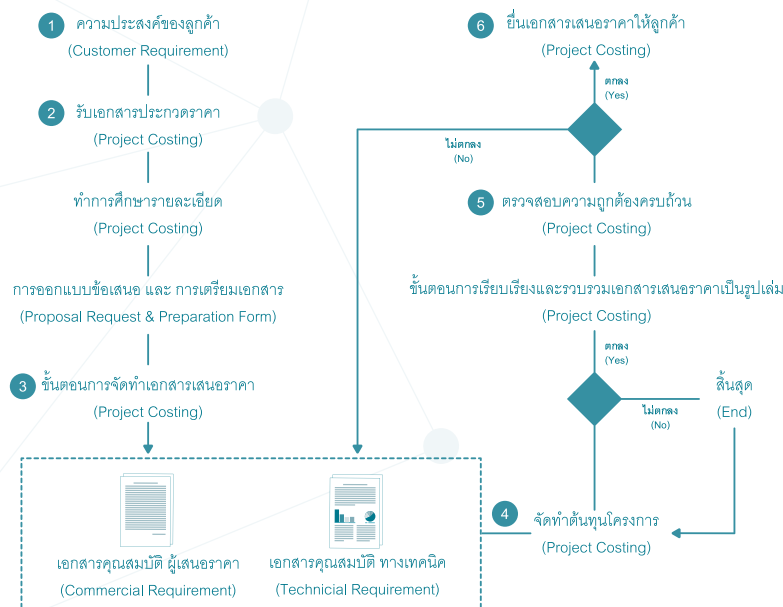 1 ความประสงค์ของลูกค้า
(Customer Requirement)
2 รับเอกสารประกวดราคา
(Project Costing)
ทำการศึกษารายละเอียด
(Project Costing)
การออกแบบข้อเสนอ และ การเตรียมเอกสาร
(Proposal Request & Preparation Form)
3 ขั้นตอนการจัดทำเอกสารเสนอราคา
(Project Costing)
เอกสารคุณสมบัติ ผู้เสนอราคา
(Commercial Requirement)
เอกสารคุณสมบัติ ทางเทคนิค
(Technicial Requirement)
4 จัดทำต้นทุนโครงการ
(Project Costing)
สิ้นสุด
(End)
ไม่ตกลง
(No)
ตกลง
(Yes)
ขั้นตอนการเรียบเรียงและรวบรวมเอกสารเสนอราคาเป็นรูปเล่ม
(Project Costing)
5 ตรวจสอบความถูกต้องครบถ้วน
(Project Costing)
ไม่ตกลง
(No)
ตกลง
(Yes)
6 ยื่นเอกสารเสนอราคาให้ลูกค้า
(Project Costing)